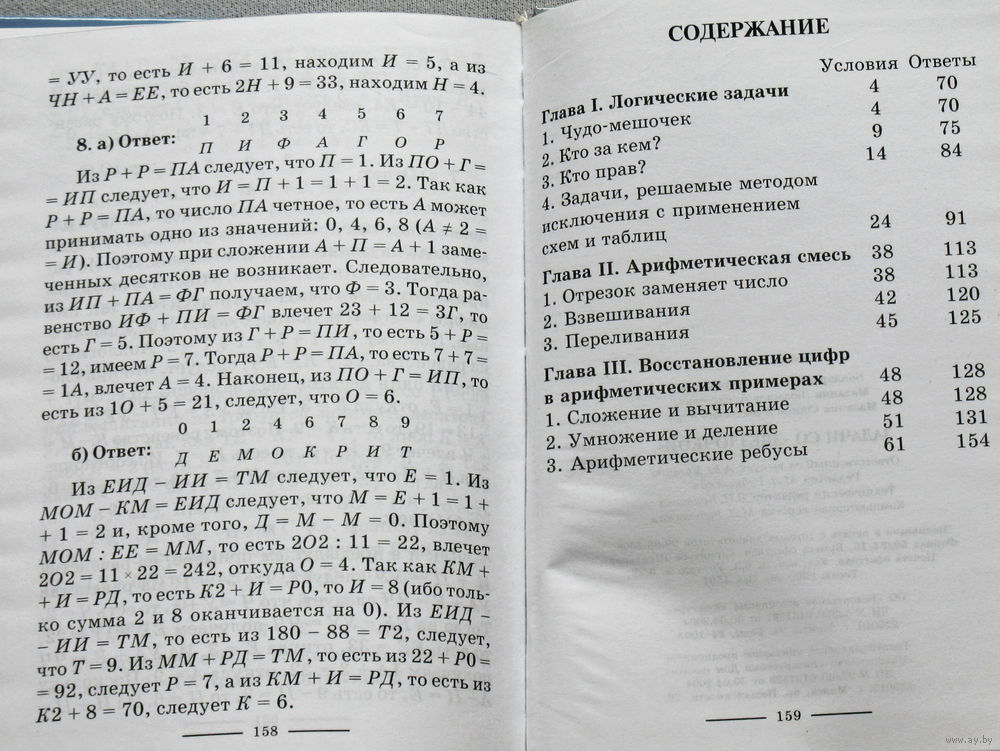 = УУ, то есть И + 6 = 11, находим И = 5, а из
ЧН + А = ЕЕ, то есть 2Н + 9 = 33, находим Н = 4.
1 2 3 4 5 6 7
8. а) Ответ: П И Ф А Г О Р
Из Р + Р = ПА следует, что П = 1. Из ПО + Г =
= ИП следует, что И = П + 1 = 1 + 1 = 2. Так как
Р + Р = ПА, то число ПА четное, то есть А может
принимать одно из значений: 0, 4, 6, 8 (А ≠ 2 =
= И). Поэтому при сложении А + П = А + 1 заме-
ченных десятков не возникает. Следовательно,
из ИП + ПА = ФГ получаем, что Ф = 3. Тогда ра-
венство ИФ + ПИ = ФГ влечет 23 + 12 = 3Г, то
есть Г = 5. Поэтому из Г + Р = ПИ, то есть 5 + Р =
= 12, имеем Р = 7. Тогда Р + Р = ПА, то есть 7 + 7 =
= 1А, влечет А = 4. Наконец, из ПО + Г = ИП, то
есть из 1О + 5 = 21, следует, что О = 6.
0 1 2 4 6 7 8 9
б) Ответ: Д Е М О К Р И Т
Из ЕИД – ИИ = ТМ следует, что Е = 1. Из
МОМ – КМ = ЕИД следует, что М = Е + 1 = 1 +
+ 1 = 2 и, кроме того, Д = М – М = 0. Поэтому
МОМ : ЕЕ = ММ, то есть 2О2 : 11 = 22, влечет
2О2 = 11 × 22 = 242, откуда О = 4. Так как КМ +
+ И = РД, то есть К2 + И = Р0, то И = 8 (ибо толь-
ко сумма 2 и 8 оканчивается на 0). Из ЕИД –
– ИИ = ТМ, то есть из 180 – 88 = Т2, следует,
что Т = 9. Из ММ + РД = ТМ, то есть из 22 + Р0 =
= 92, следует Р = 7, а из КМ + И = РД, то есть из
К2 + 8 = 70, следует К = 6.
158
СОДЕРЖАНИЕ
Условия Ответы
Глава I. Логические задачи 4 70
1. Чудо-мешочек 4 70
2. Кто за кем? 9 75
3. Кто прав? 14 84
4. Задачи, решаемые методом
исключения с применением
схем и таблиц 24 91
Глава II. Арифметическая смесь 38 113
1. Отрезок заменяет число 38 113
2. Взвешивания 42 120
3. Переливания 45 125
Глава III. Восстановление цифр
в арифметических примерах 48 128
1. Сложение и вычитание 48 128
2. Умножение и деление 51 131
3. Арифметические ребусы 61 154
159
www.ay.by